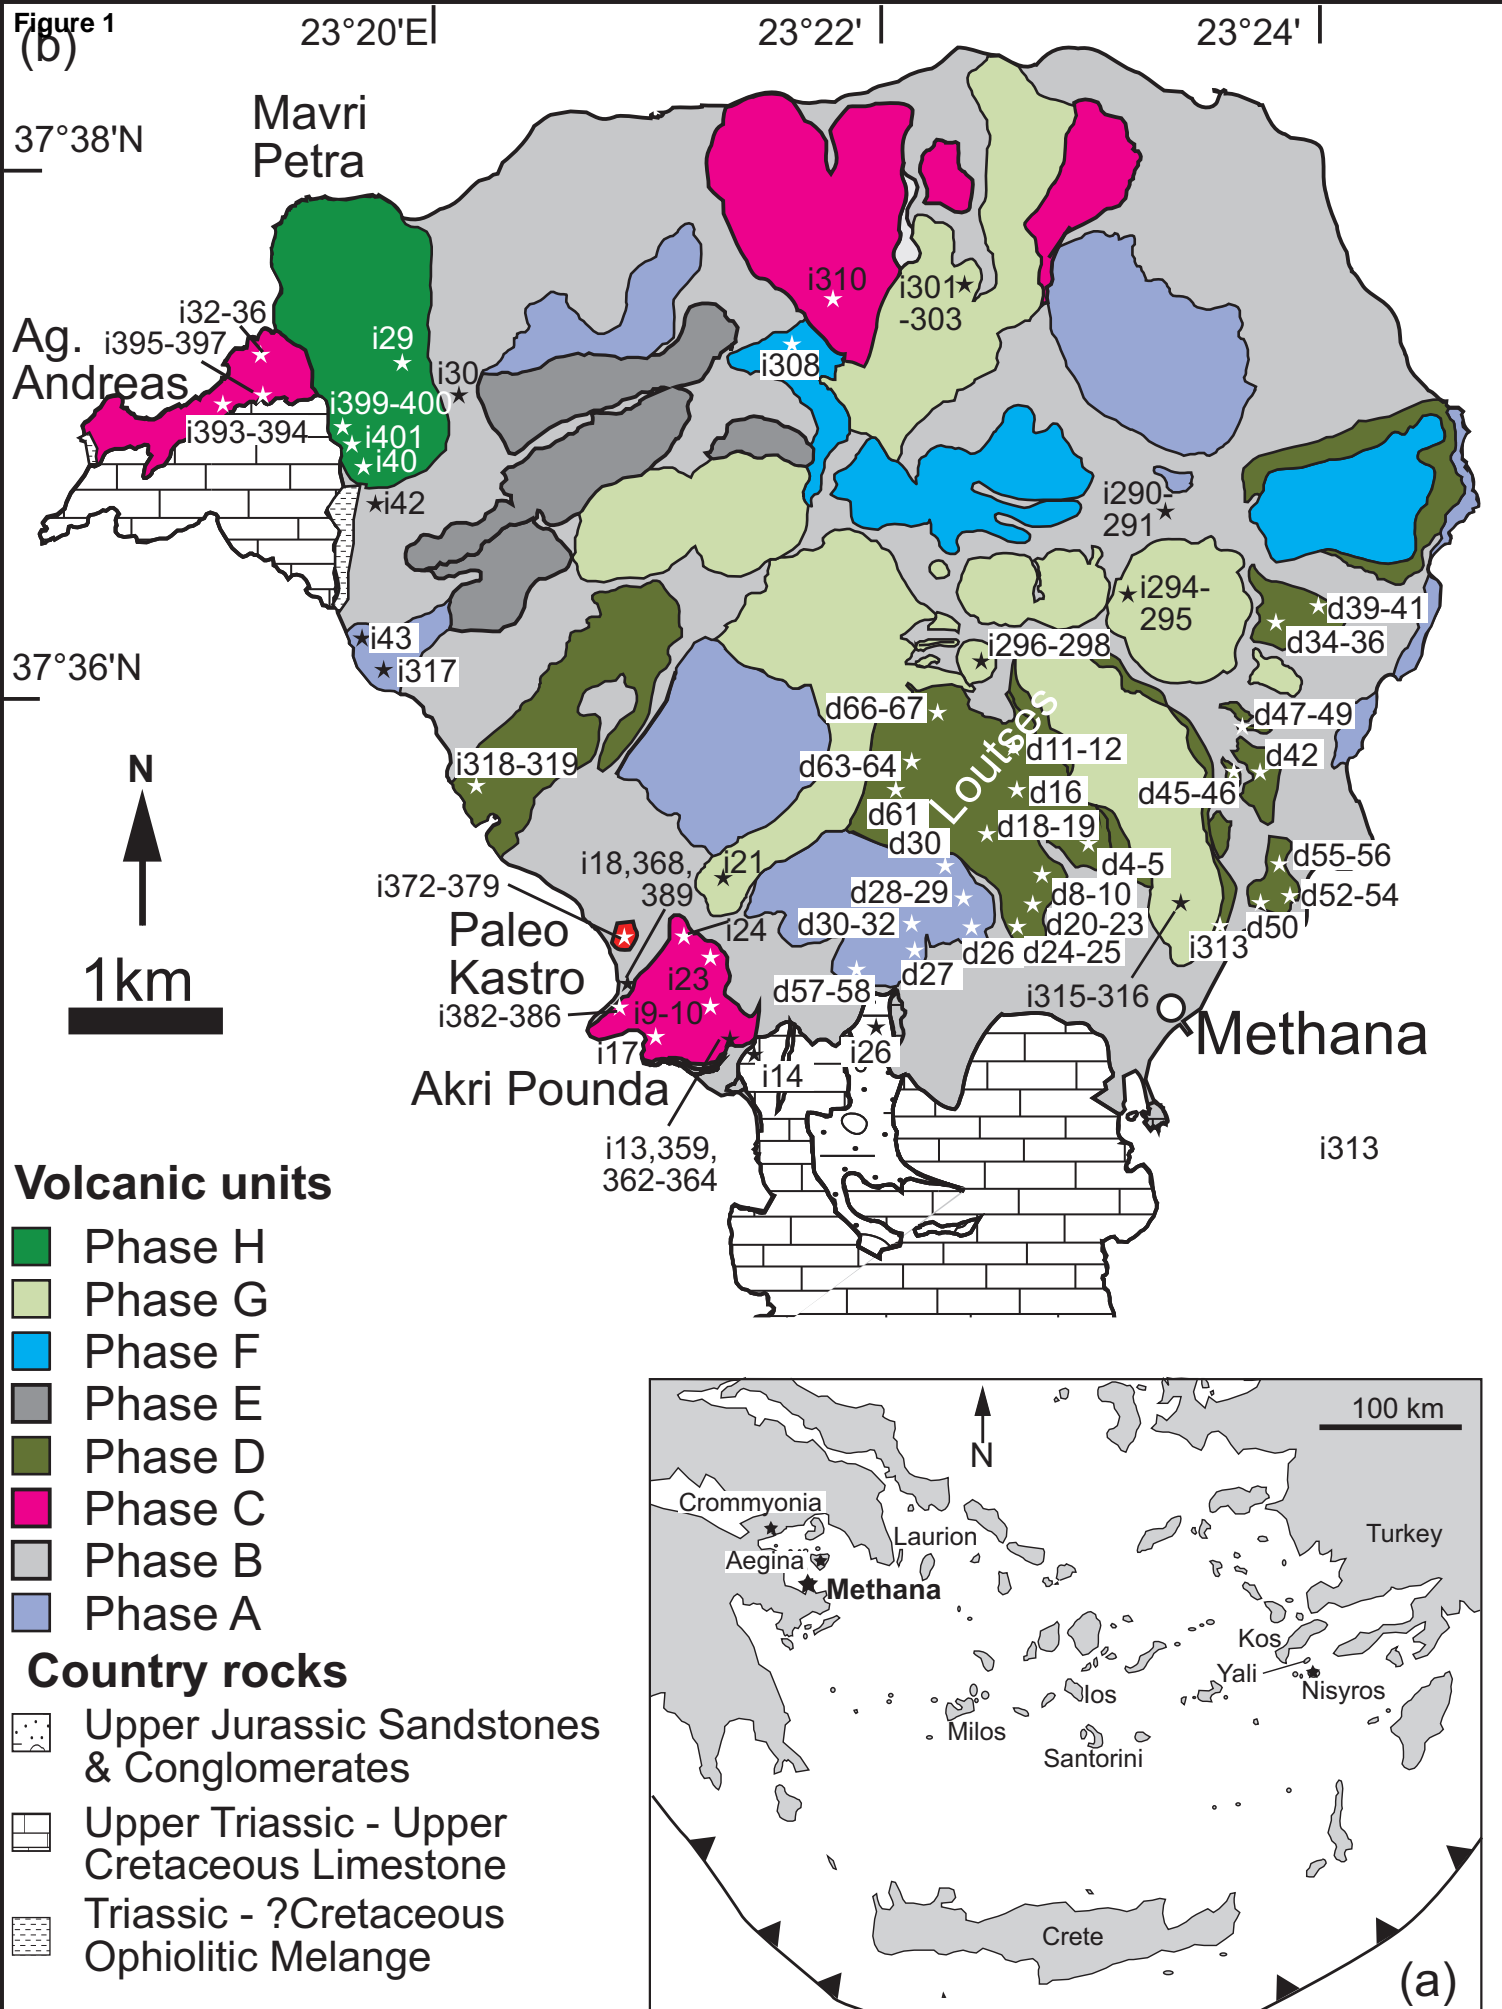 Figure 1
(b)
23°20'E
23°22'
23°24'
37°38'N
Mavri
Petra
i32-36
i395-397
Ag.
Andreas
i29
i30
i399-400
i393-394
i401
i40
i42
i310
i301
-303
i308
i290-
291
i294-
295
d39-41
d34-36
i43
i317
37°36'N
i296-298
d66-67
Loutses
d11-12
d47-49
d42
i318-319
d63-64
d16
d45-46
d61
d18-19
d30
N
i18,368,
389
i21
d4-5
d55-56
i372-379
d28-29
d8-10
d52-54
Paleo
Kastro
i24
d30-32
d20-23
d50
d26
d24-25
i313
i23
d27
1km
d57-58
i315-316
i382-386
i9-10
i17
i26
Methana
Akri Pounda
i14
i13,359,
362-364
i313
Volcanic units
Phase H
Phase G
Phase F
Phase E
Phase D
Phase C
Phase B
Phase A
Country rocks
Upper Jurassic Sandstones
& Conglomerates
Upper Triassic - Upper
Cretaceous Limestone
Triassic - ?Cretaceous
Ophiolitic Melange
100 km
N
Crommyonia
Laurion
Turkey
Aegina
Methana
Kos
Yali
Nisyros
Ios
Milos
Santorini
Crete
(a)